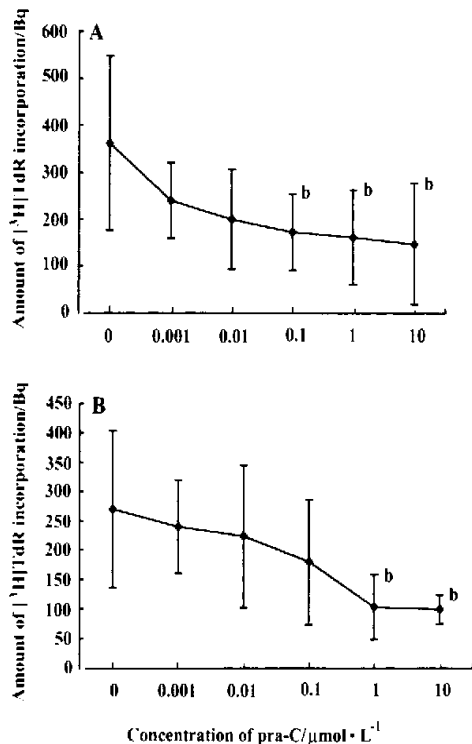 A
Amount of [³H]TdR incorporation/Bq
600
500
400
300
200
100
0
b
b
b
0
0.001
0.01
0.1
1
10
B
Amount of [³H]TdR incorporation/Bq
450
400
350
300
250
200
150
100
50
0
b
b
0
0.001
0.01
0.1
1
10
Concentration of pra-C/μmol·L⁻¹